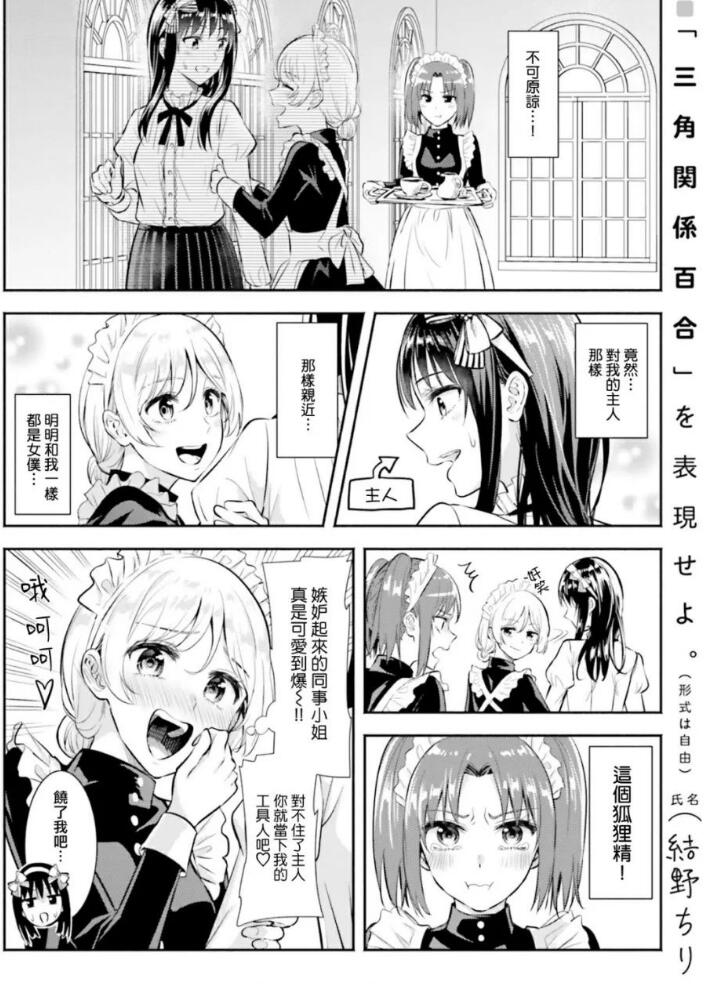 ■「三角関係百合」を表現せよ。（形式は自由）
氏名（結野ちり
不可原諒…！
竟然…
對我的主人
那樣
主人
那樣親近…
明明和我一樣
都是女僕…
奸笑
這個狐狸精！
嫉妒起來的同事小姐
真是可愛到爆～!!
對不住了主人
你就當下我的
工具人吧♡
哦呵呵♡
饒了我吧…